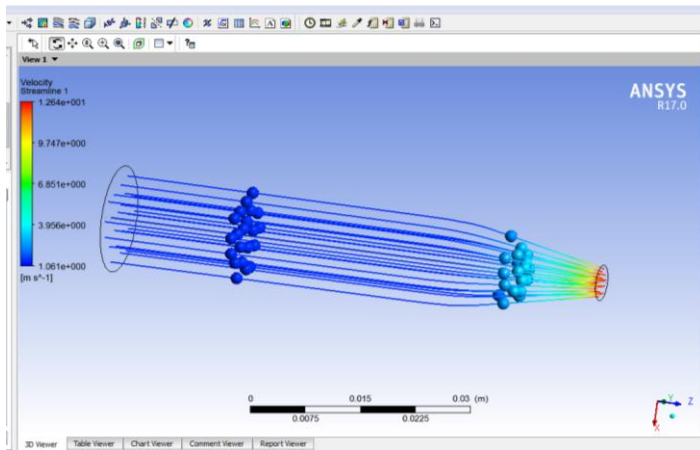 View 1
Velocity
Streamline 1
1.264e+001
9.747e+000
6.851e+000
3.956e+000
1.061e+000
[m s^-1]
ANSYS
R17.0
0 0.015 0.03 (m)
0.0075 0.0225
Y Z
X
3D Viewer Table Viewer Chart Viewer Comment Viewer Report Viewer